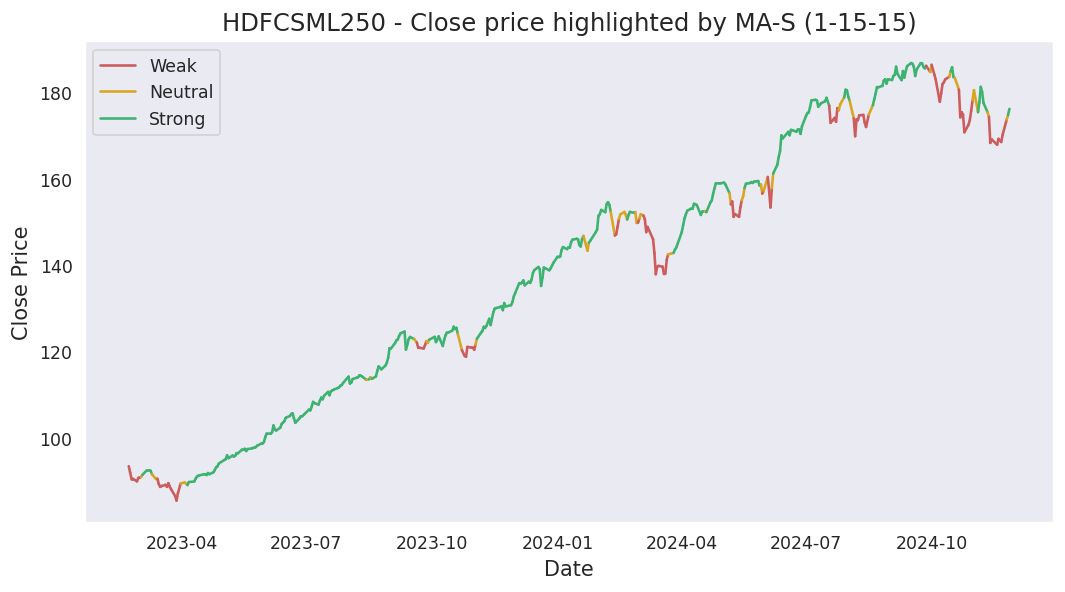 HDFCSML250 - Close price highlighted by MA-S (1-15-15)
Weak
Neutral
Strong
Close Price
180
160
140
120
100
2023-04 2023-07 2023-10 2024-01 2024-04 2024-07 2024-10
Date